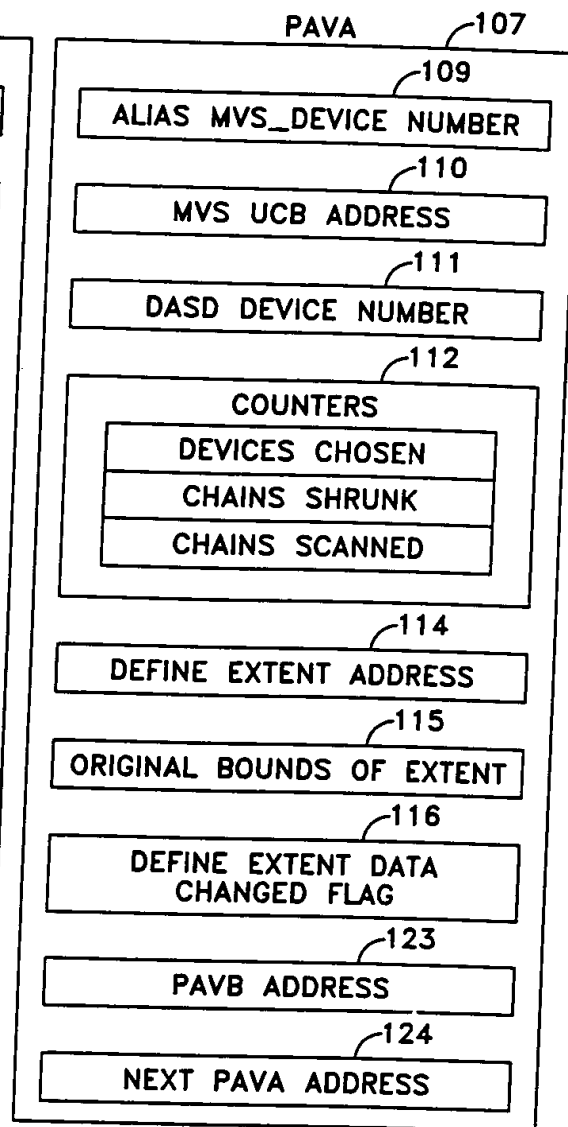 PAVA 107
109
ALIAS MVS_DEVICE NUMBER
110
MVS UCB ADDRESS
111
DASD DEVICE NUMBER
112
COUNTERS
DEVICES CHOSEN
CHAINS SHRUNK
CHAINS SCANNED
114
DEFINE EXTENT ADDRESS
115
ORIGINAL BOUNDS OF EXTENT
116
DEFINE EXTENT DATA
CHANGED FLAG
123
PAVB ADDRESS
124
NEXT PAVA ADDRESS